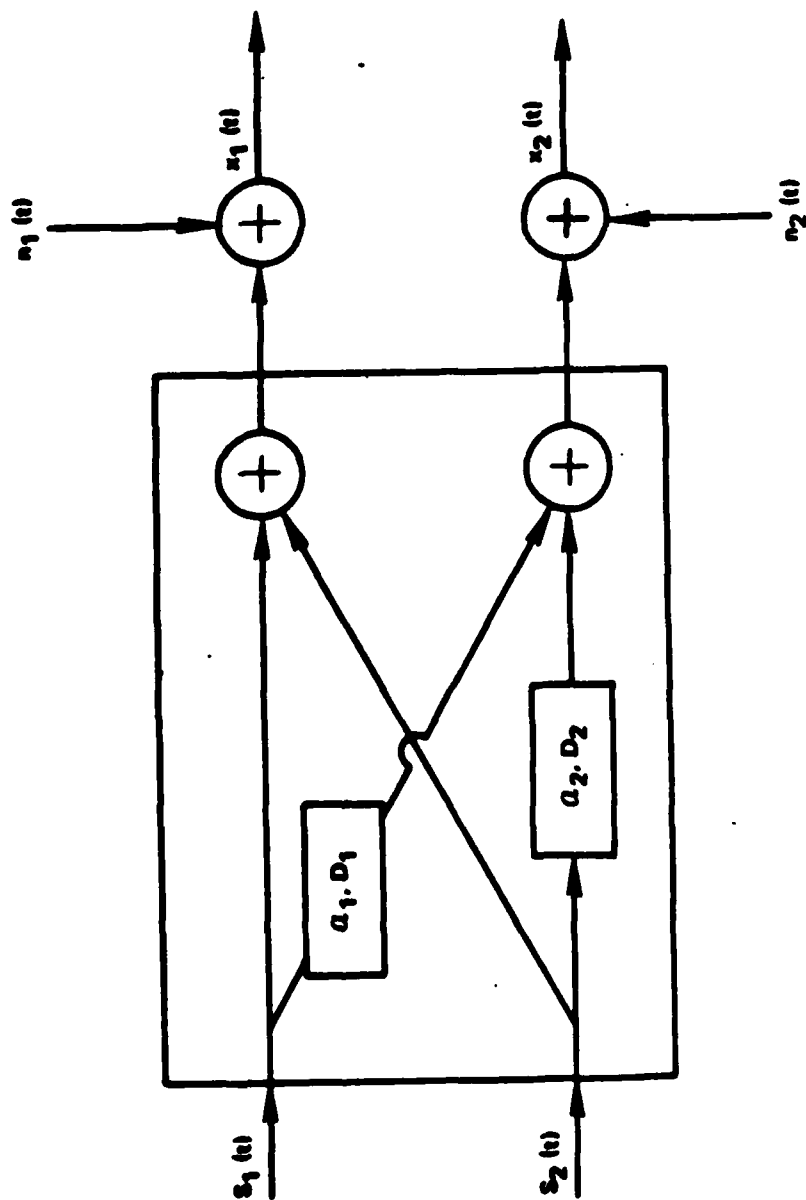 n₁(t)
x₁(t)
S₁(t)
+
+
a₁, D₁
a₂, D₂
S₂(t)
+
+
x₂(t)
n₂(t)